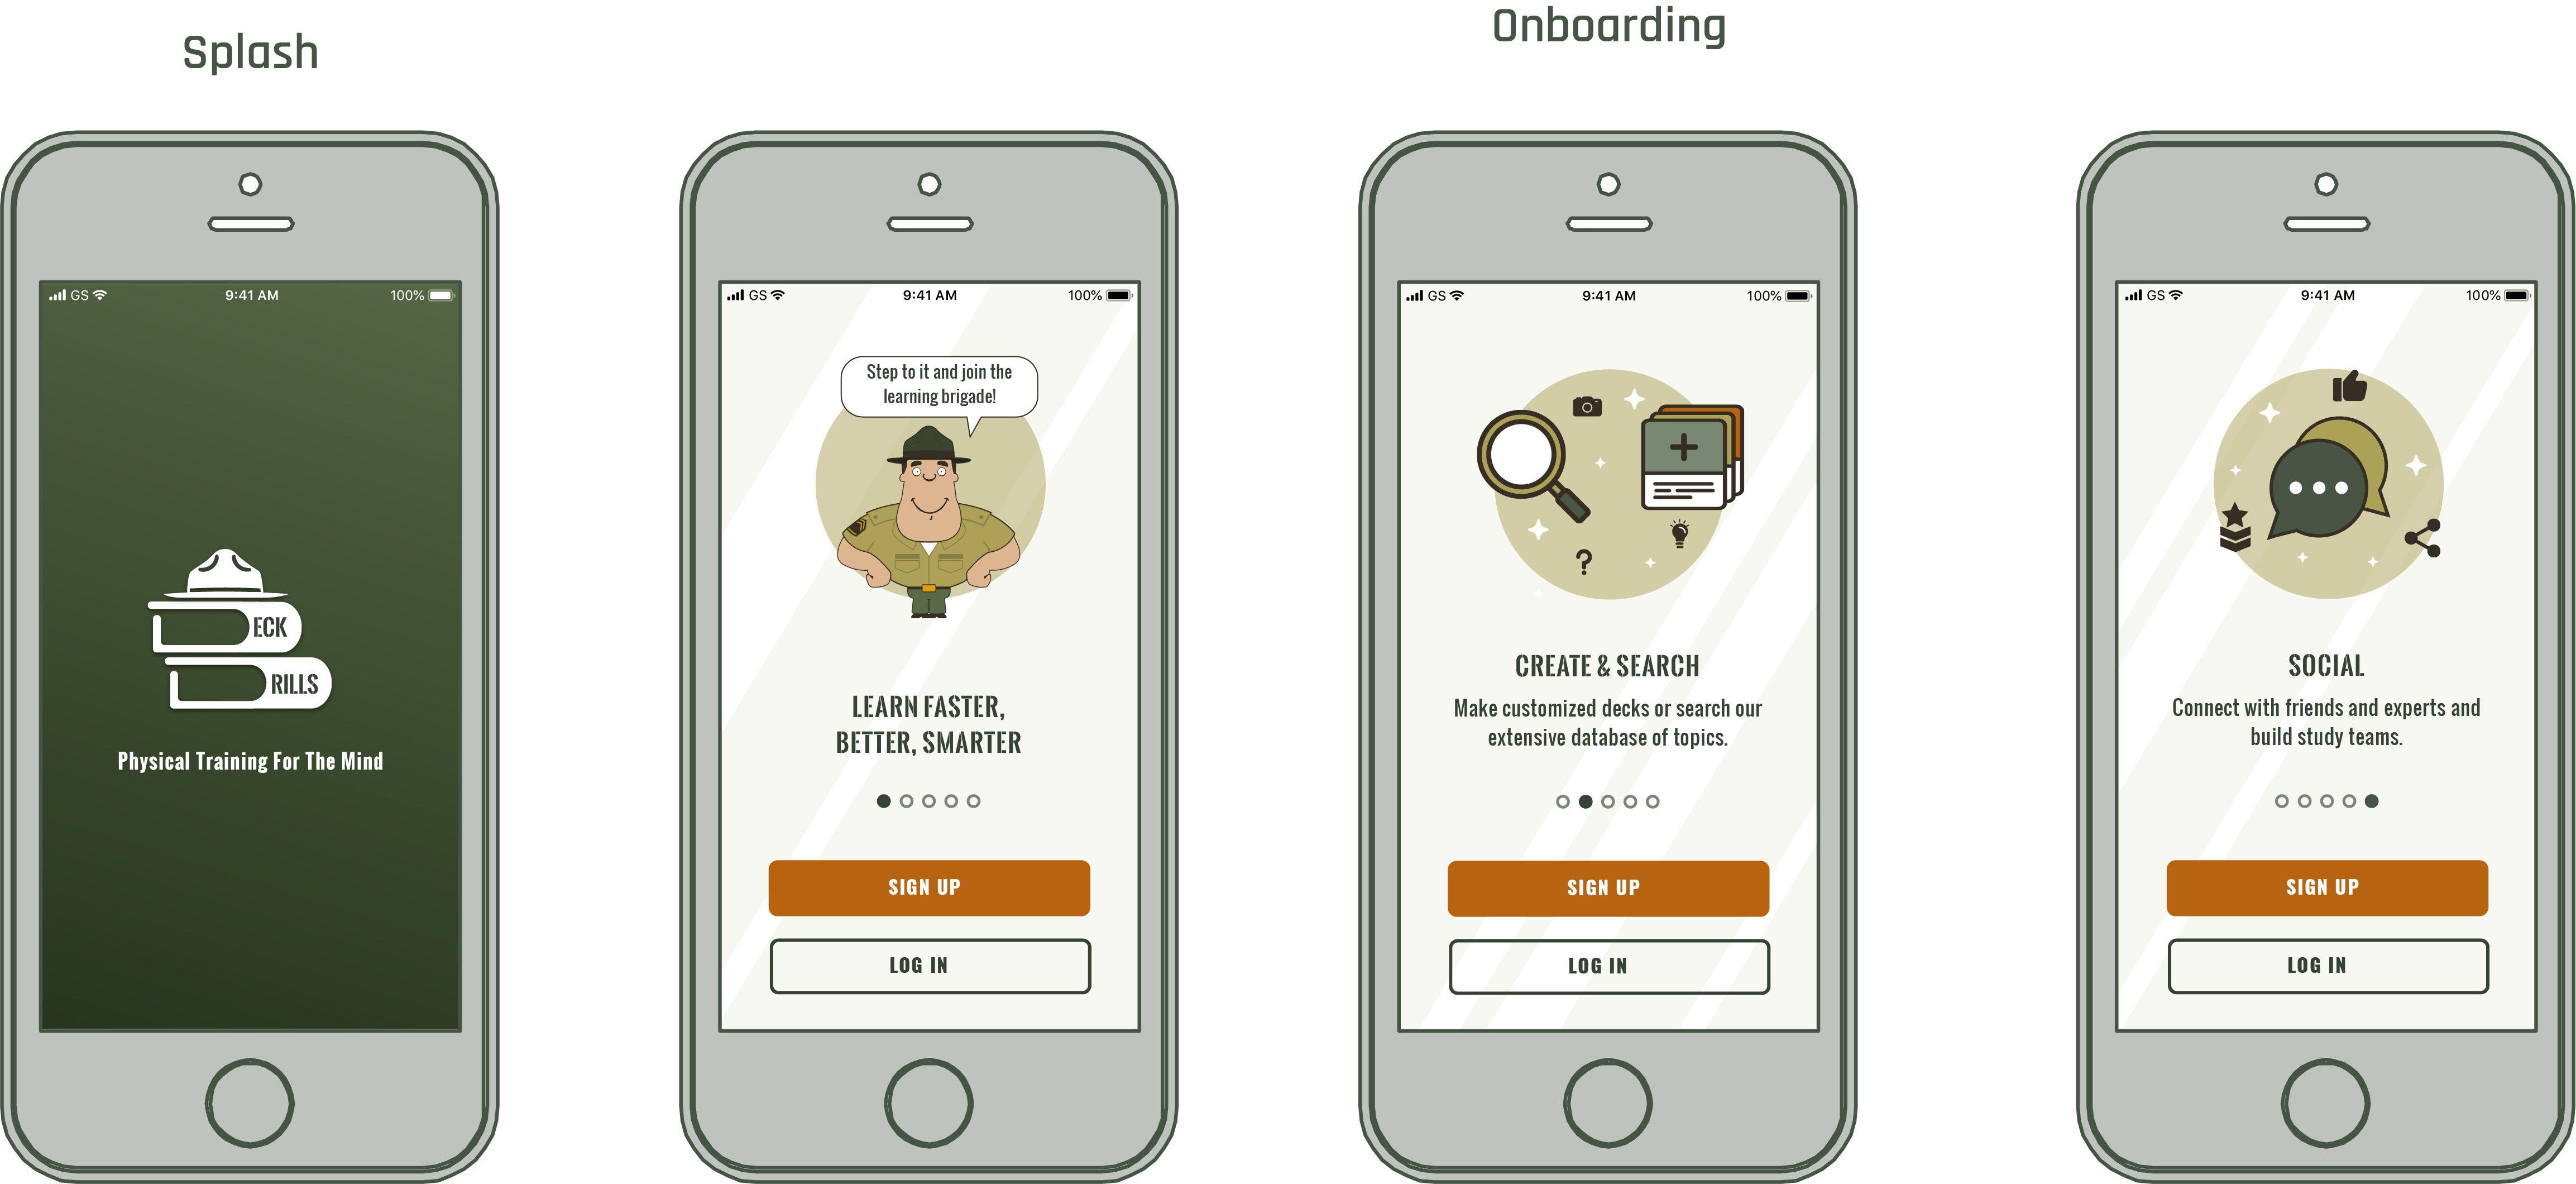 Splash
Onboarding
GS 9:41 AM 100%
ECK
RILLS
Physical Training For The Mind
GS 9:41 AM 100%
Step to it and join the
learning brigade!
LEARN FASTER,
BETTER, SMARTER
SIGN UP
LOG IN
GS 9:41 AM 100%
?
CREATE & SEARCH
Make customized decks or search our
extensive database of topics.
SIGN UP
LOG IN
GS 9:41 AM 100%
SOCIAL
Connect with friends and experts and
build study teams.
SIGN UP
LOG IN